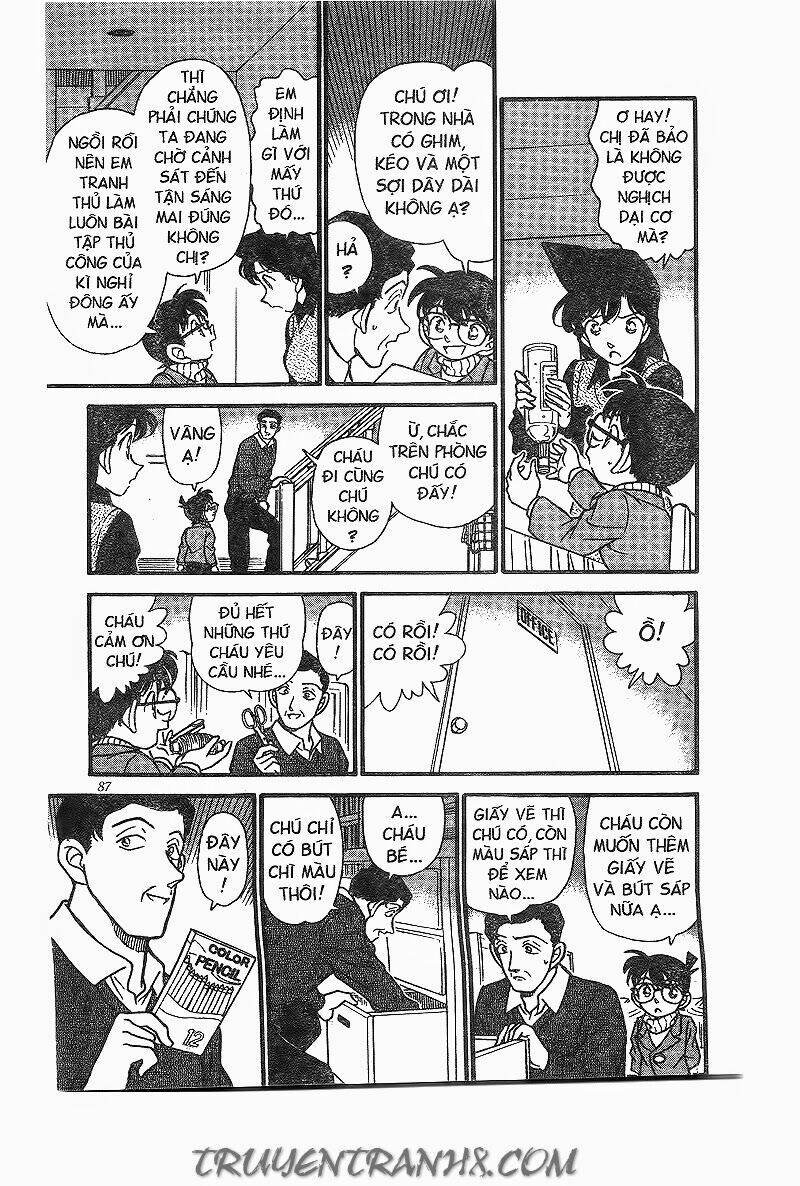 Ơ HAY!
CHỊ ĐÃ BẢO
LÀ KHÔNG
ĐƯỢC
NGHỊCH
DẠI CƠ
MÀ?
CHÚ ƠI!
TRONG NHÀ
CÓ GHIM,
KÉO VÀ MỘT
SỢI DÂY DÀI
KHÔNG Ạ?
HẢ
?
EM
ĐỊNH
LÀM
GÌ VỚI
MẤY
THỨ
ĐÓ...
THÌ
CHẲNG
PHẢI CHÚNG
TA ĐANG
CHỜ CẢNH
SÁT ĐẾN
TẬN SÁNG
MAI ĐÚNG
KHÔNG
CHỊ?
NGỒI RỒI
NÊN EM
TRANH
THỦ LÀM
LUÔN BÀI
TẬP THỦ
CÔNG CỦA
KÌ NGHỈ
ĐÔNG ẤY
MÀ...
Ừ, CHẮC
TRÊN PHÒNG
CHÚ CÓ
ĐẤY!
CHÁU
ĐI CÙNG
CHÚ
KHÔNG
?
VÂNG
Ạ!
Ồ!
OFFICE
CÓ RỒI!
CÓ RỒI!
ĐÂY
!
ĐỦ HẾT
NHỮNG THỨ
CHÁU YÊU
CẦU NHÉ...
CHÁU
CẢM ƠN
CHÚ!
87
CHÁU CÒN
MUỐN THÊM
GIẤY VẼ
VÀ BÚT SÁP
NỮA Ạ...
GIẤY VẼ THÌ
CHÚ CÓ, CÒN
MÀU SÁP THÌ
ĐỂ XEM
NÀO...
A...
CHÁU
BÉ...
CHÚ CHỈ
CÓ BÚT
CHÌ MÀU
THÔI!
ĐÂY
NÀY
!
COLOR
PENCIL
12
TRUYENTRANH8.COM